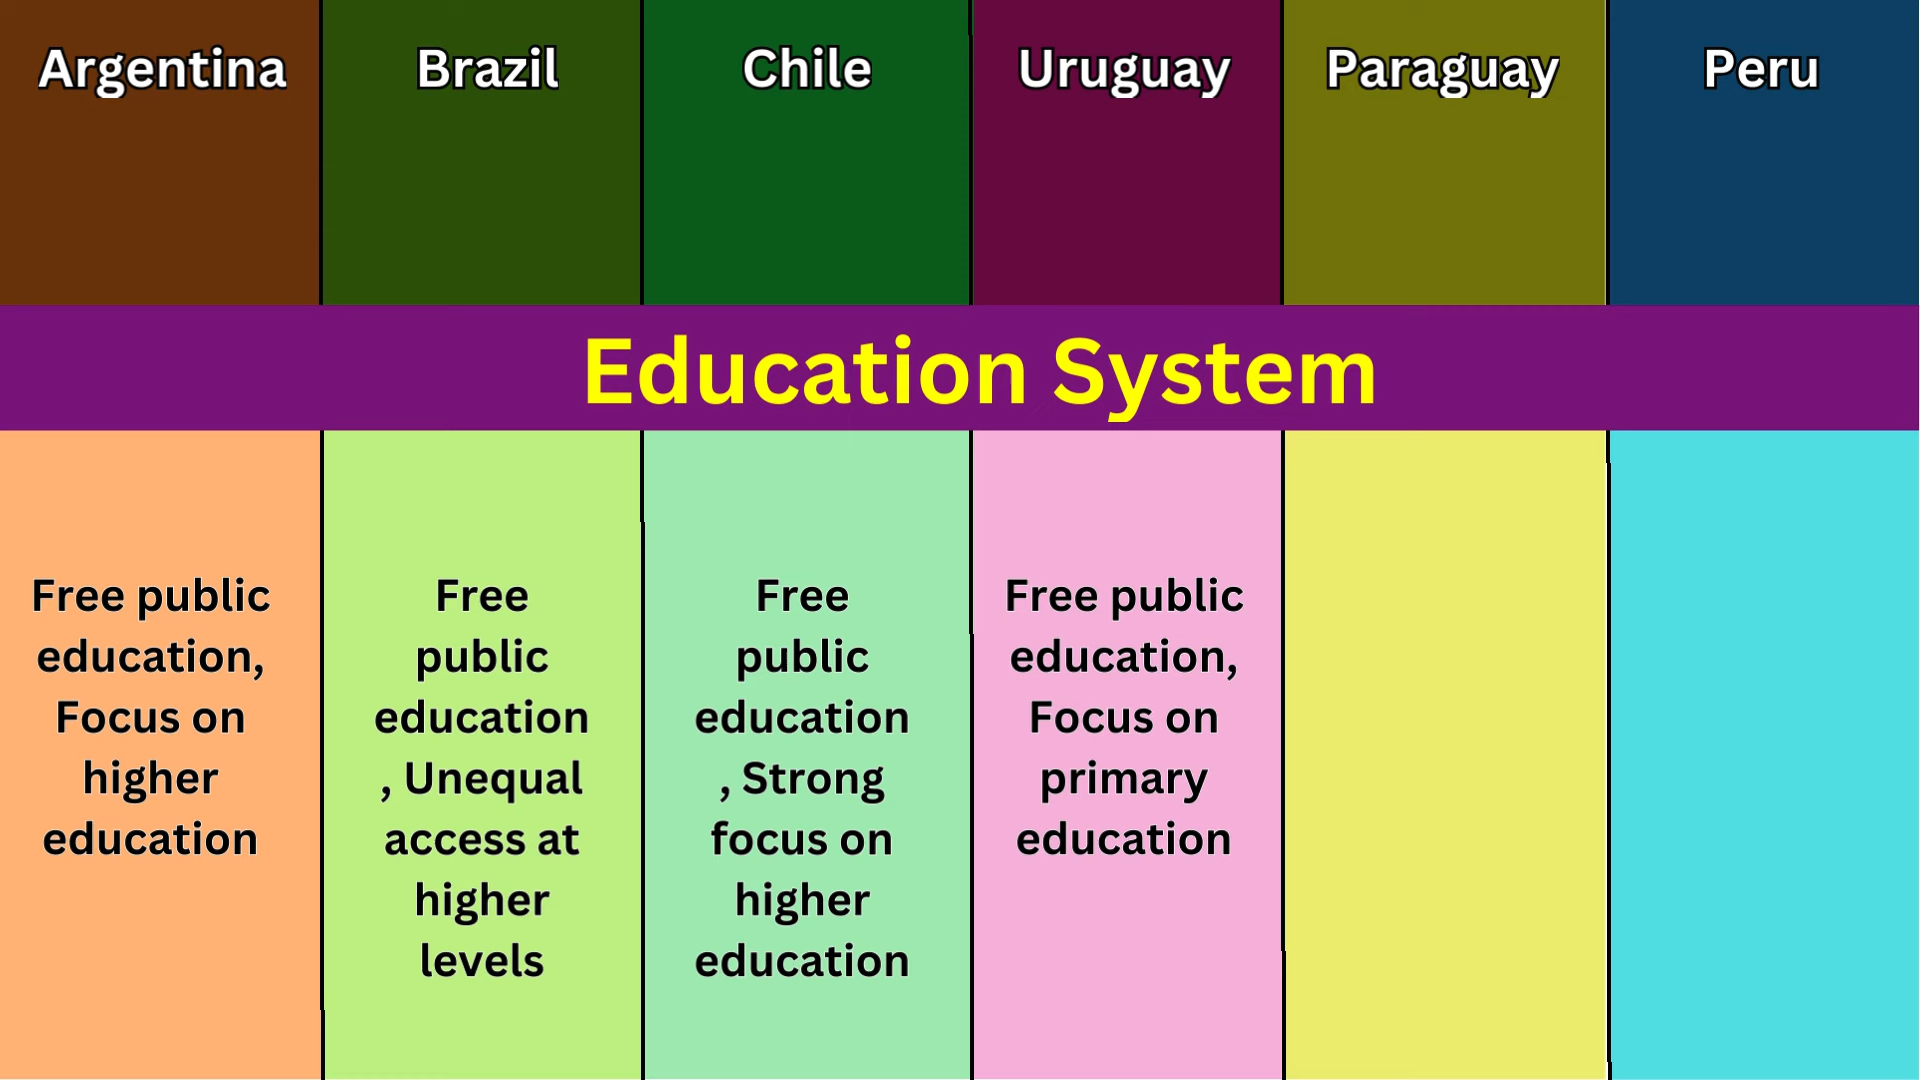 Argentina
Brazil
Chile
Uruguay
Paraguay
Peru
Education System
Free public
education,
Focus on
higher
education
Free
public
education
, Unequal
access at
higher
levels
Free
public
education
, Strong
focus on
higher
education
Free public
education,
Focus on
primary
education